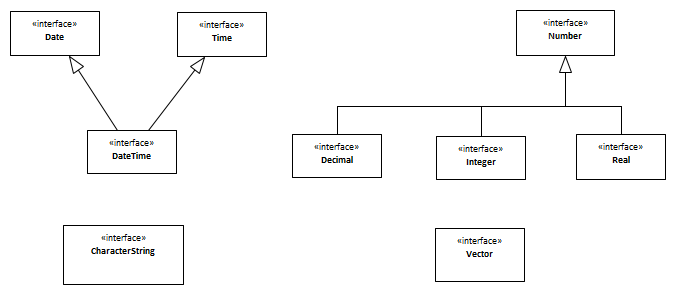 «interface»
Date
«interface»
Time
«interface»
Number
«interface»
DateTime
«interface»
Decimal
«interface»
Integer
«interface»
Real
«interface»
CharacterString
«interface»
Vector